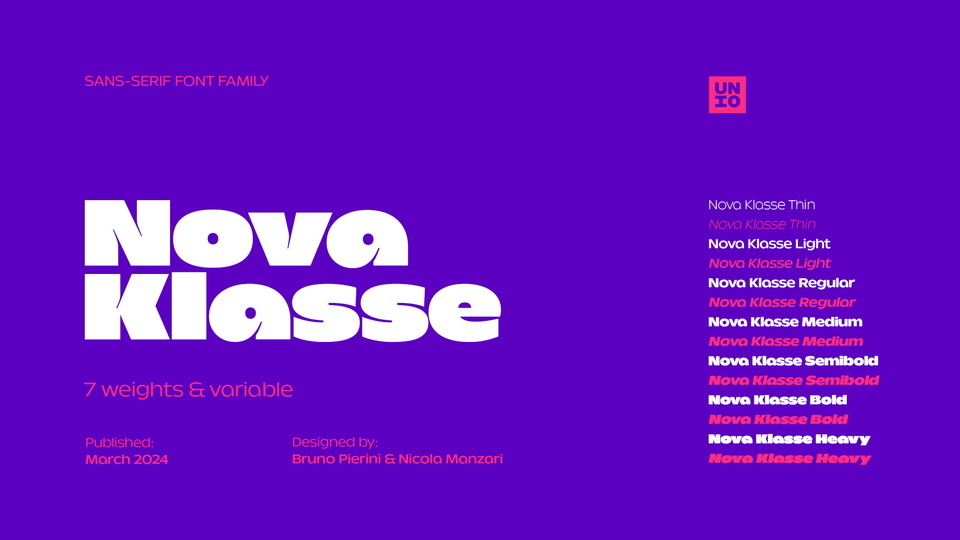 SANS-SERIF FONT FAMILY
UN
IO
Nova
Klasse
7 weights & variable
Published:
March 2024
Designed by:
Bruno Pierini & Nicola Manzari
Nova Klasse Thin
Nova Klasse Thin
Nova Klasse Light
Nova Klasse Light
Nova Klasse Regular
Nova Klasse Regular
Nova Klasse Medium
Nova Klasse Medium
Nova Klasse Semibold
Nova Klasse Semibold
Nova Klasse Bold
Nova Klasse Bold
Nova Klasse Heavy
Nova Klasse Heavy